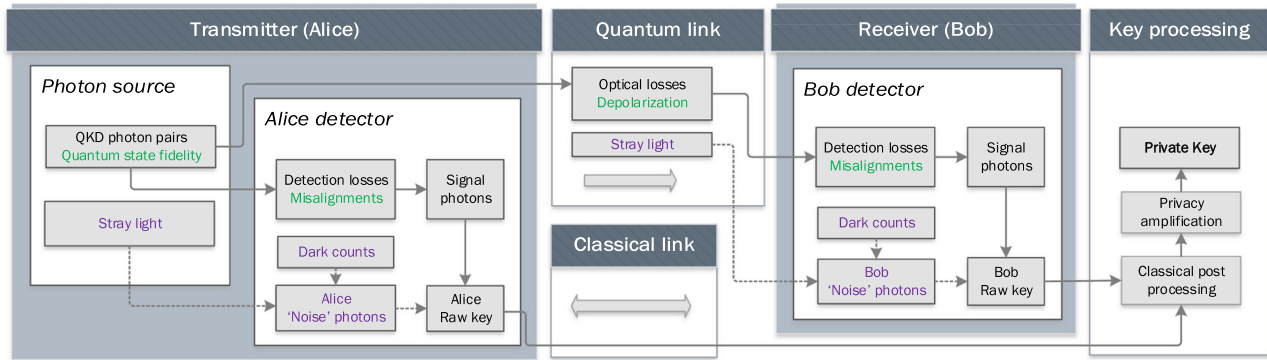 Transmitter (Alice)
Photon source
QKD photon pairs
Quantum state fidelity
Stray light
Alice detector
Detection losses
Misalignments
Signal
photons
Dark counts
Alice
‘Noise’ photons
Alice
Raw key
Quantum link
Optical losses
Depolarization
Stray light
Classical link
Receiver (Bob)
Bob detector
Detection losses
Misalignments
Signal
photons
Dark counts
Bob
‘Noise’ photons
Bob
Raw key
Key processing
Private Key
Privacy
amplification
Classical post
processing